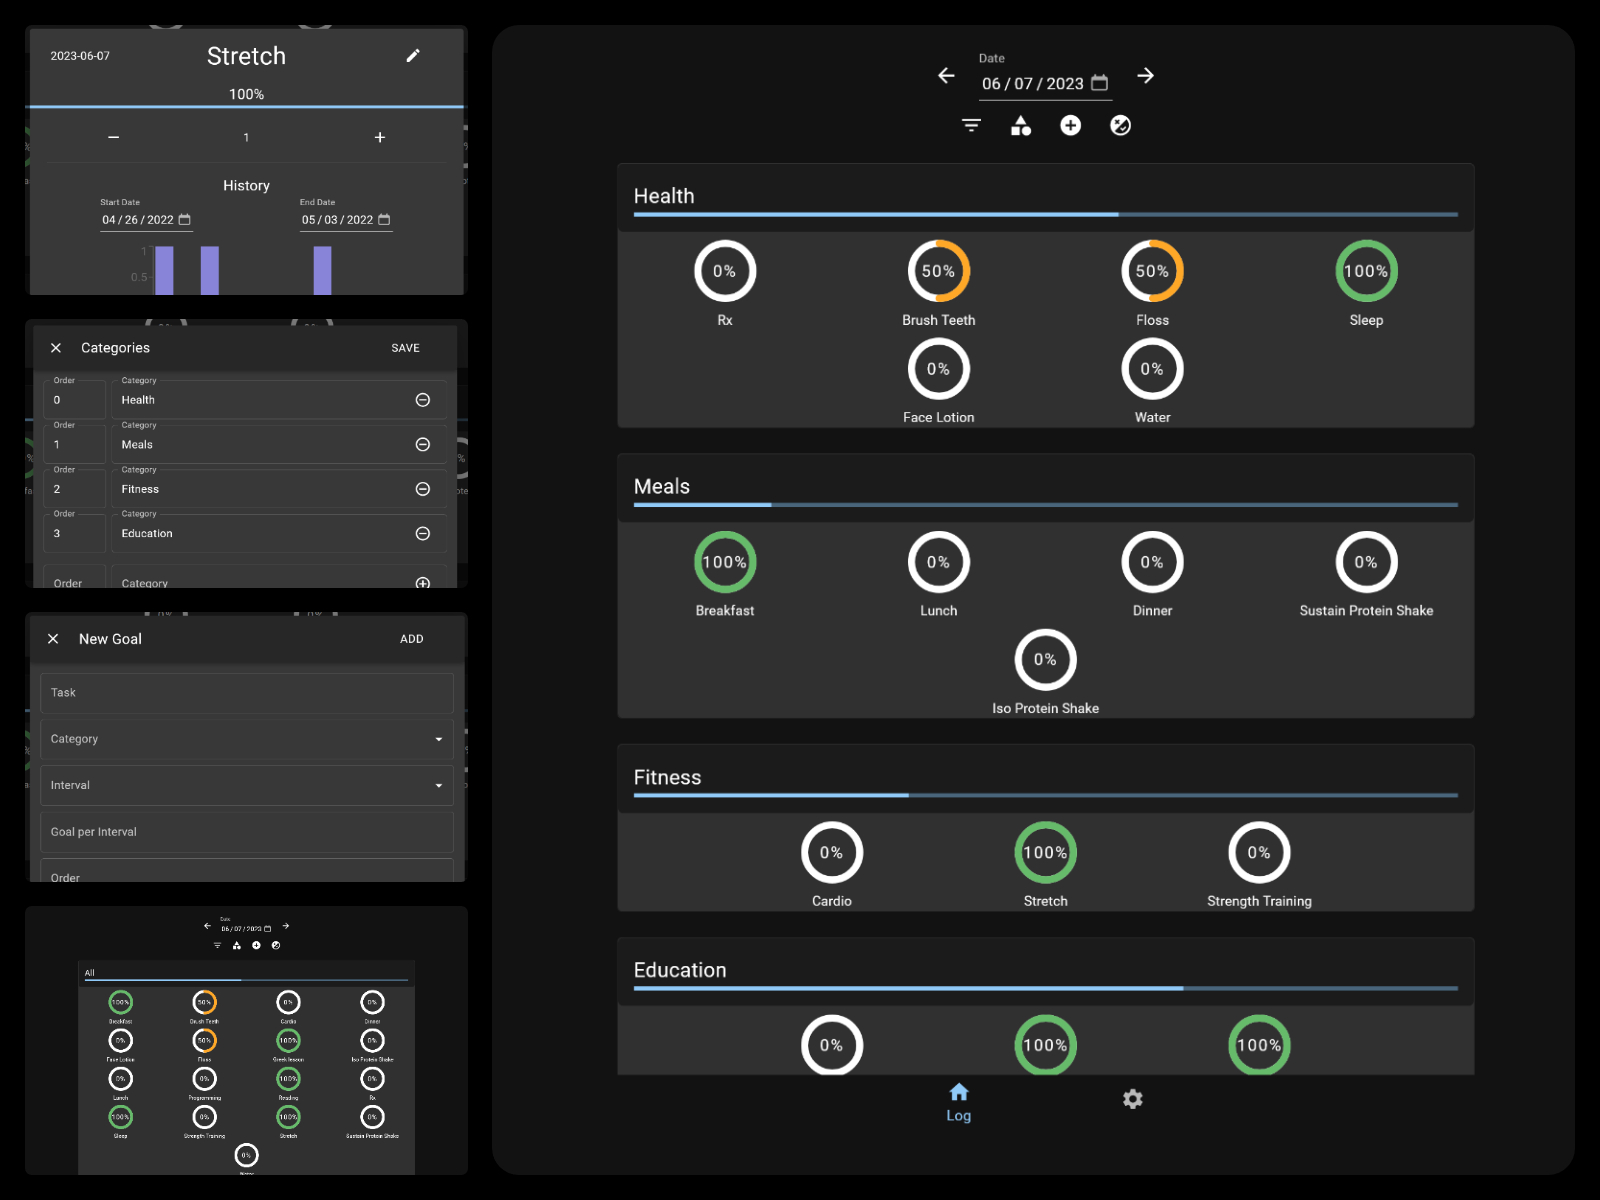 2023-06-07
Stretch
100%
1
History
Start Date
End Date
04 / 26 / 2022
05 / 03 / 2022
1
0.5
Categories
SAVE
Order
Category
0
Health
Order
Category
1
Meals
Order
Category
2
Fitness
Order
Category
3
Education
Order
Category
New Goal
ADD
Task
Category
Interval
Goal per Interval
Order
Date
06 / 07 / 2023
All
100%
50%
0%
0%
Breakfast
Brush Teeth
Cardio
Dinner
0%
50%
100%
0%
Face Lotion
Floss
Greek lesson
Iso Protein Shake
0%
0%
100%
0%
Lunch
Programming
Reading
Rx
100%
0%
100%
0%
Sleep
Strength Training
Stretch
Sustain Protein Shake
0%
Water
Date
06 / 07 / 2023
Health
0%
50%
50%
100%
Rx
Brush Teeth
Floss
Sleep
0%
0%
Face Lotion
Water
Meals
100%
0%
0%
0%
Breakfast
Lunch
Dinner
Sustain Protein Shake
0%
Iso Protein Shake
Fitness
0%
100%
0%
Cardio
Stretch
Strength Training
Education
0%
100%
100%
Log